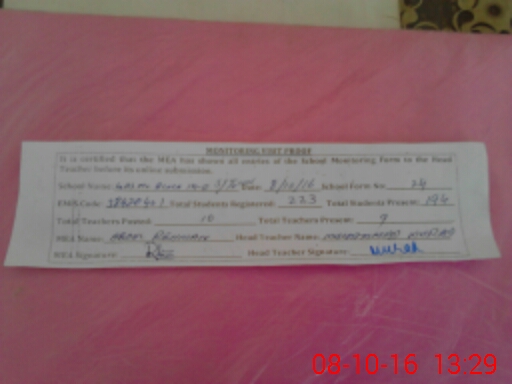 MONITORING VISIT PROOF
It is certified that the MEA has shown all entries of the School Monitoring Form to the Head
Teacher before its online submission.
School Name: Date: 8/10/16 School Form No: 24
EMIS Code: Total Students Registered: 223 Total Students Present: 194
Total Teachers Posted: 10 Total Teachers Present: 9
MEA Name: Head Teacher Name: MUHAMMAD
MEA Signature: Head Teacher Signature:
08-10-16 13:29